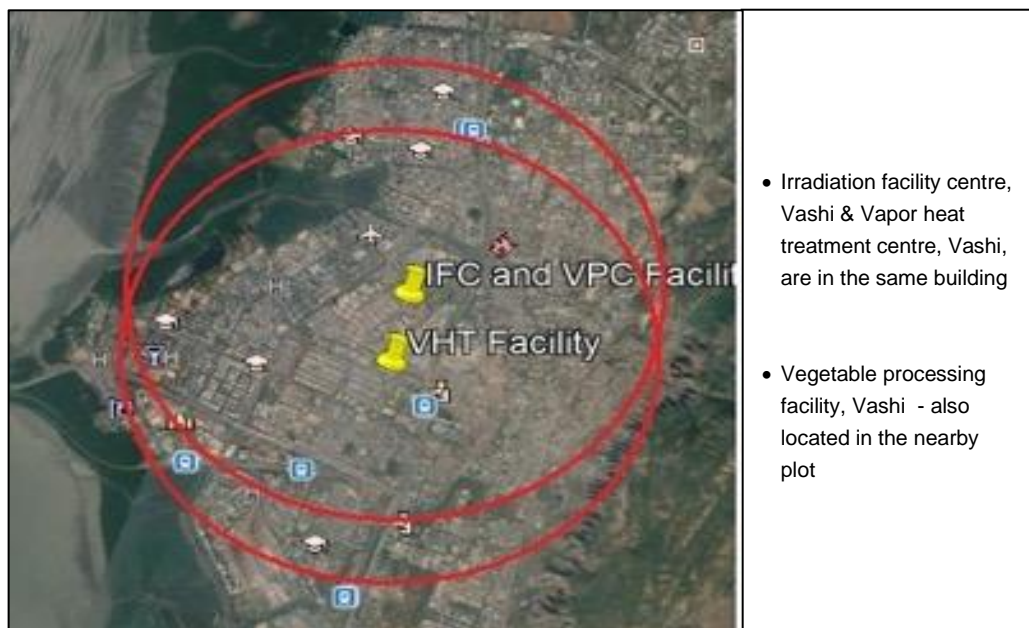 IFC and VPC Facilit
VHT Facility
• Irradiation facility centre,
Vashi & Vapor heat
treatment centre, Vashi,
are in the same building
• Vegetable processing
facility, Vashi - also
located in the nearby
plot